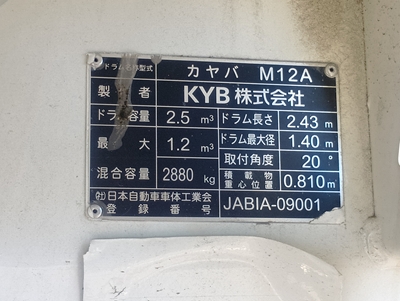 ドラム名称型式 カヤバ M12A
製造者 KYB 株式会社
ドラム容量 2.5 m³ ドラム長さ 2.43 m
最大 1.2 m³ ドラム最大径 1.40 m
混合容量 2880 kg 取付角度 20°
積載物重心位置 0.810 m
(社)日本自動車車体工業会
登録番号 JABIA-09001